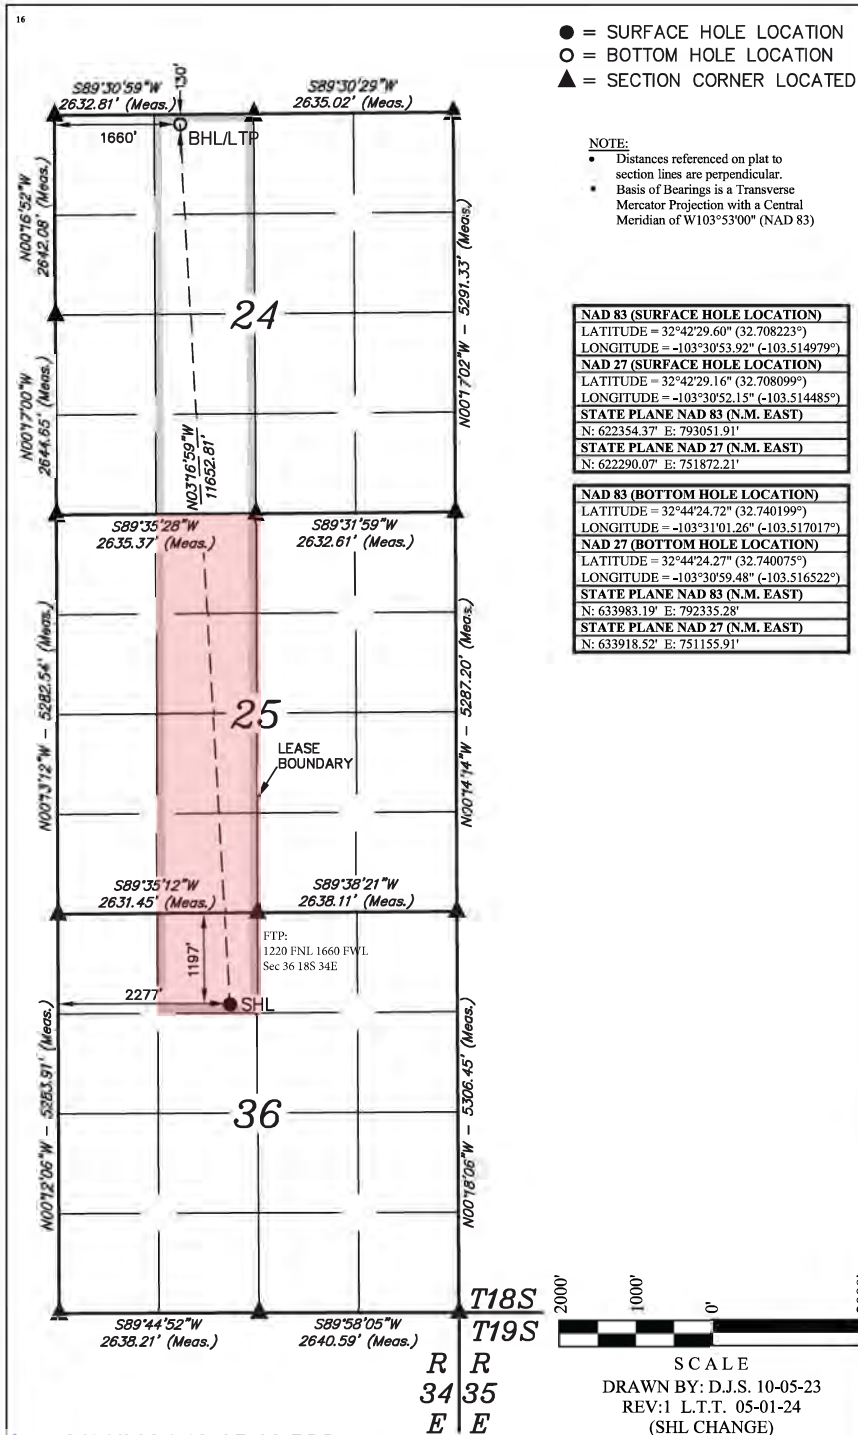 16
● = SURFACE HOLE LOCATION
○ = BOTTOM HOLE LOCATION
▲ = SECTION CORNER LOCATED
S89°30'59"W
2632.81' (Meas.)
130'
S89°30'29"W
2635.02' (Meas.)
1660'
BHL/LTP
NOTE:
• Distances referenced on plat to
section lines are perpendicular.
• Basis of Bearings is a Transverse
Mercator Projection with a Central
Meridian of W103°53'00" (NAD 83)
N00°16'52"W
2642.08' (Meas.)
24
N00°17'02"W - 5291.33' (Meas.)
N00°17'00"W
2644.65' (Meas.)
N03°16'59"W
11652.81'
NAD 83 (SURFACE HOLE LOCATION)
LATITUDE = 32°42'29.60" (32.708223°)
LONGITUDE = -103°30'53.92" (-103.514979°)
NAD 27 (SURFACE HOLE LOCATION)
LATITUDE = 32°42'29.16" (32.708099°)
LONGITUDE = -103°30'52.15" (-103.514485°)
STATE PLANE NAD 83 (N.M. EAST)
N: 622354.37' E: 793051.91'
STATE PLANE NAD 27 (N.M. EAST)
N: 622290.07' E: 751872.21'
NAD 83 (BOTTOM HOLE LOCATION)
LATITUDE = 32°44'24.72" (32.740199°)
LONGITUDE = -103°31'01.26" (-103.517017°)
NAD 27 (BOTTOM HOLE LOCATION)
LATITUDE = 32°44'24.27" (32.740075°)
LONGITUDE = -103°30'59.48" (-103.516522°)
STATE PLANE NAD 83 (N.M. EAST)
N: 633983.19' E: 792335.28'
STATE PLANE NAD 27 (N.M. EAST)
N: 633918.52' E: 751155.91'
S89°35'28"W
2635.37' (Meas.)
S89°31'59"W
2632.61' (Meas.)
N00°13'12"W - 5282.54' (Meas.)
25
LEASE
BOUNDARY
N00°14'14"W - 5287.20' (Meas.)
S89°35'12"W
2631.45' (Meas.)
S89°38'21"W
2638.11' (Meas.)
1197'
FTP:
1220 FNL 1660 FWL
Sec 36 18S 34E
2277'
SHL
N00°12'06"W - 5283.91' (Meas.)
36
N00°18'06"W - 5306.45' (Meas.)
S89°44'52"W
2638.21' (Meas.)
S89°58'05"W
2640.59' (Meas.)
T18S
T19S
R R
34 35
E E
2000'
1000'
0'
SCALE
DRAWN BY: D.J.S. 10-05-23
REV:1 L.T.T. 05-01-24
(SHL CHANGE)